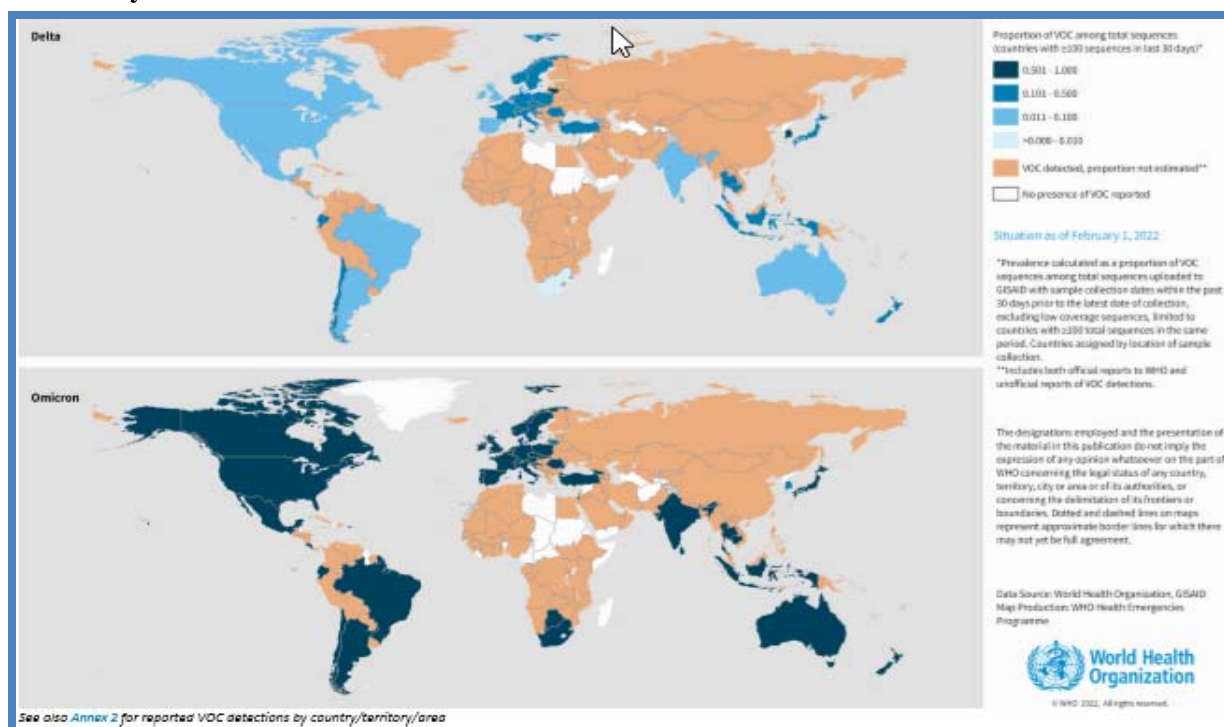 Delta
Proportion of VOC among total sequences
(countries with ≥100 sequences in last 30 days)*
0.501 - 1.000
0.101 - 0.500
0.011 - 0.100
>0.000 - 0.010
VOC detected, proportion not estimated**
No presence of VOC reported
Situation as of February 1, 2022
*Prevalence calculated as a proportion of VOC
sequences among total sequences uploaded to
GISAID with sample collection dates within the past
30 days prior to the latest date of collection,
excluding low coverage sequences, limited to
countries with ≥100 total sequences in the same
period. Countries assigned by location of sample
collection.
**Includes both official reports to WHO and
unofficial reports of VOC detections.
Omicron
The designations employed and the presentation of
the material in this publication do not imply the
expression of any opinion whatsoever on the part of
WHO concerning the legal status of any country,
territory, city or area or of its authorities, or
concerning the delimitation of its frontiers or
boundaries. Dotted and dashed lines on maps
represent approximate border lines for which there
may not yet be full agreement.
Data Source: World Health Organization, GISAID
Map Production: WHO Health Emergencies
Programme
World Health
Organization
© WHO 2022. All rights reserved.
See also Annex 2 for reported VOC detections by country/territory/area